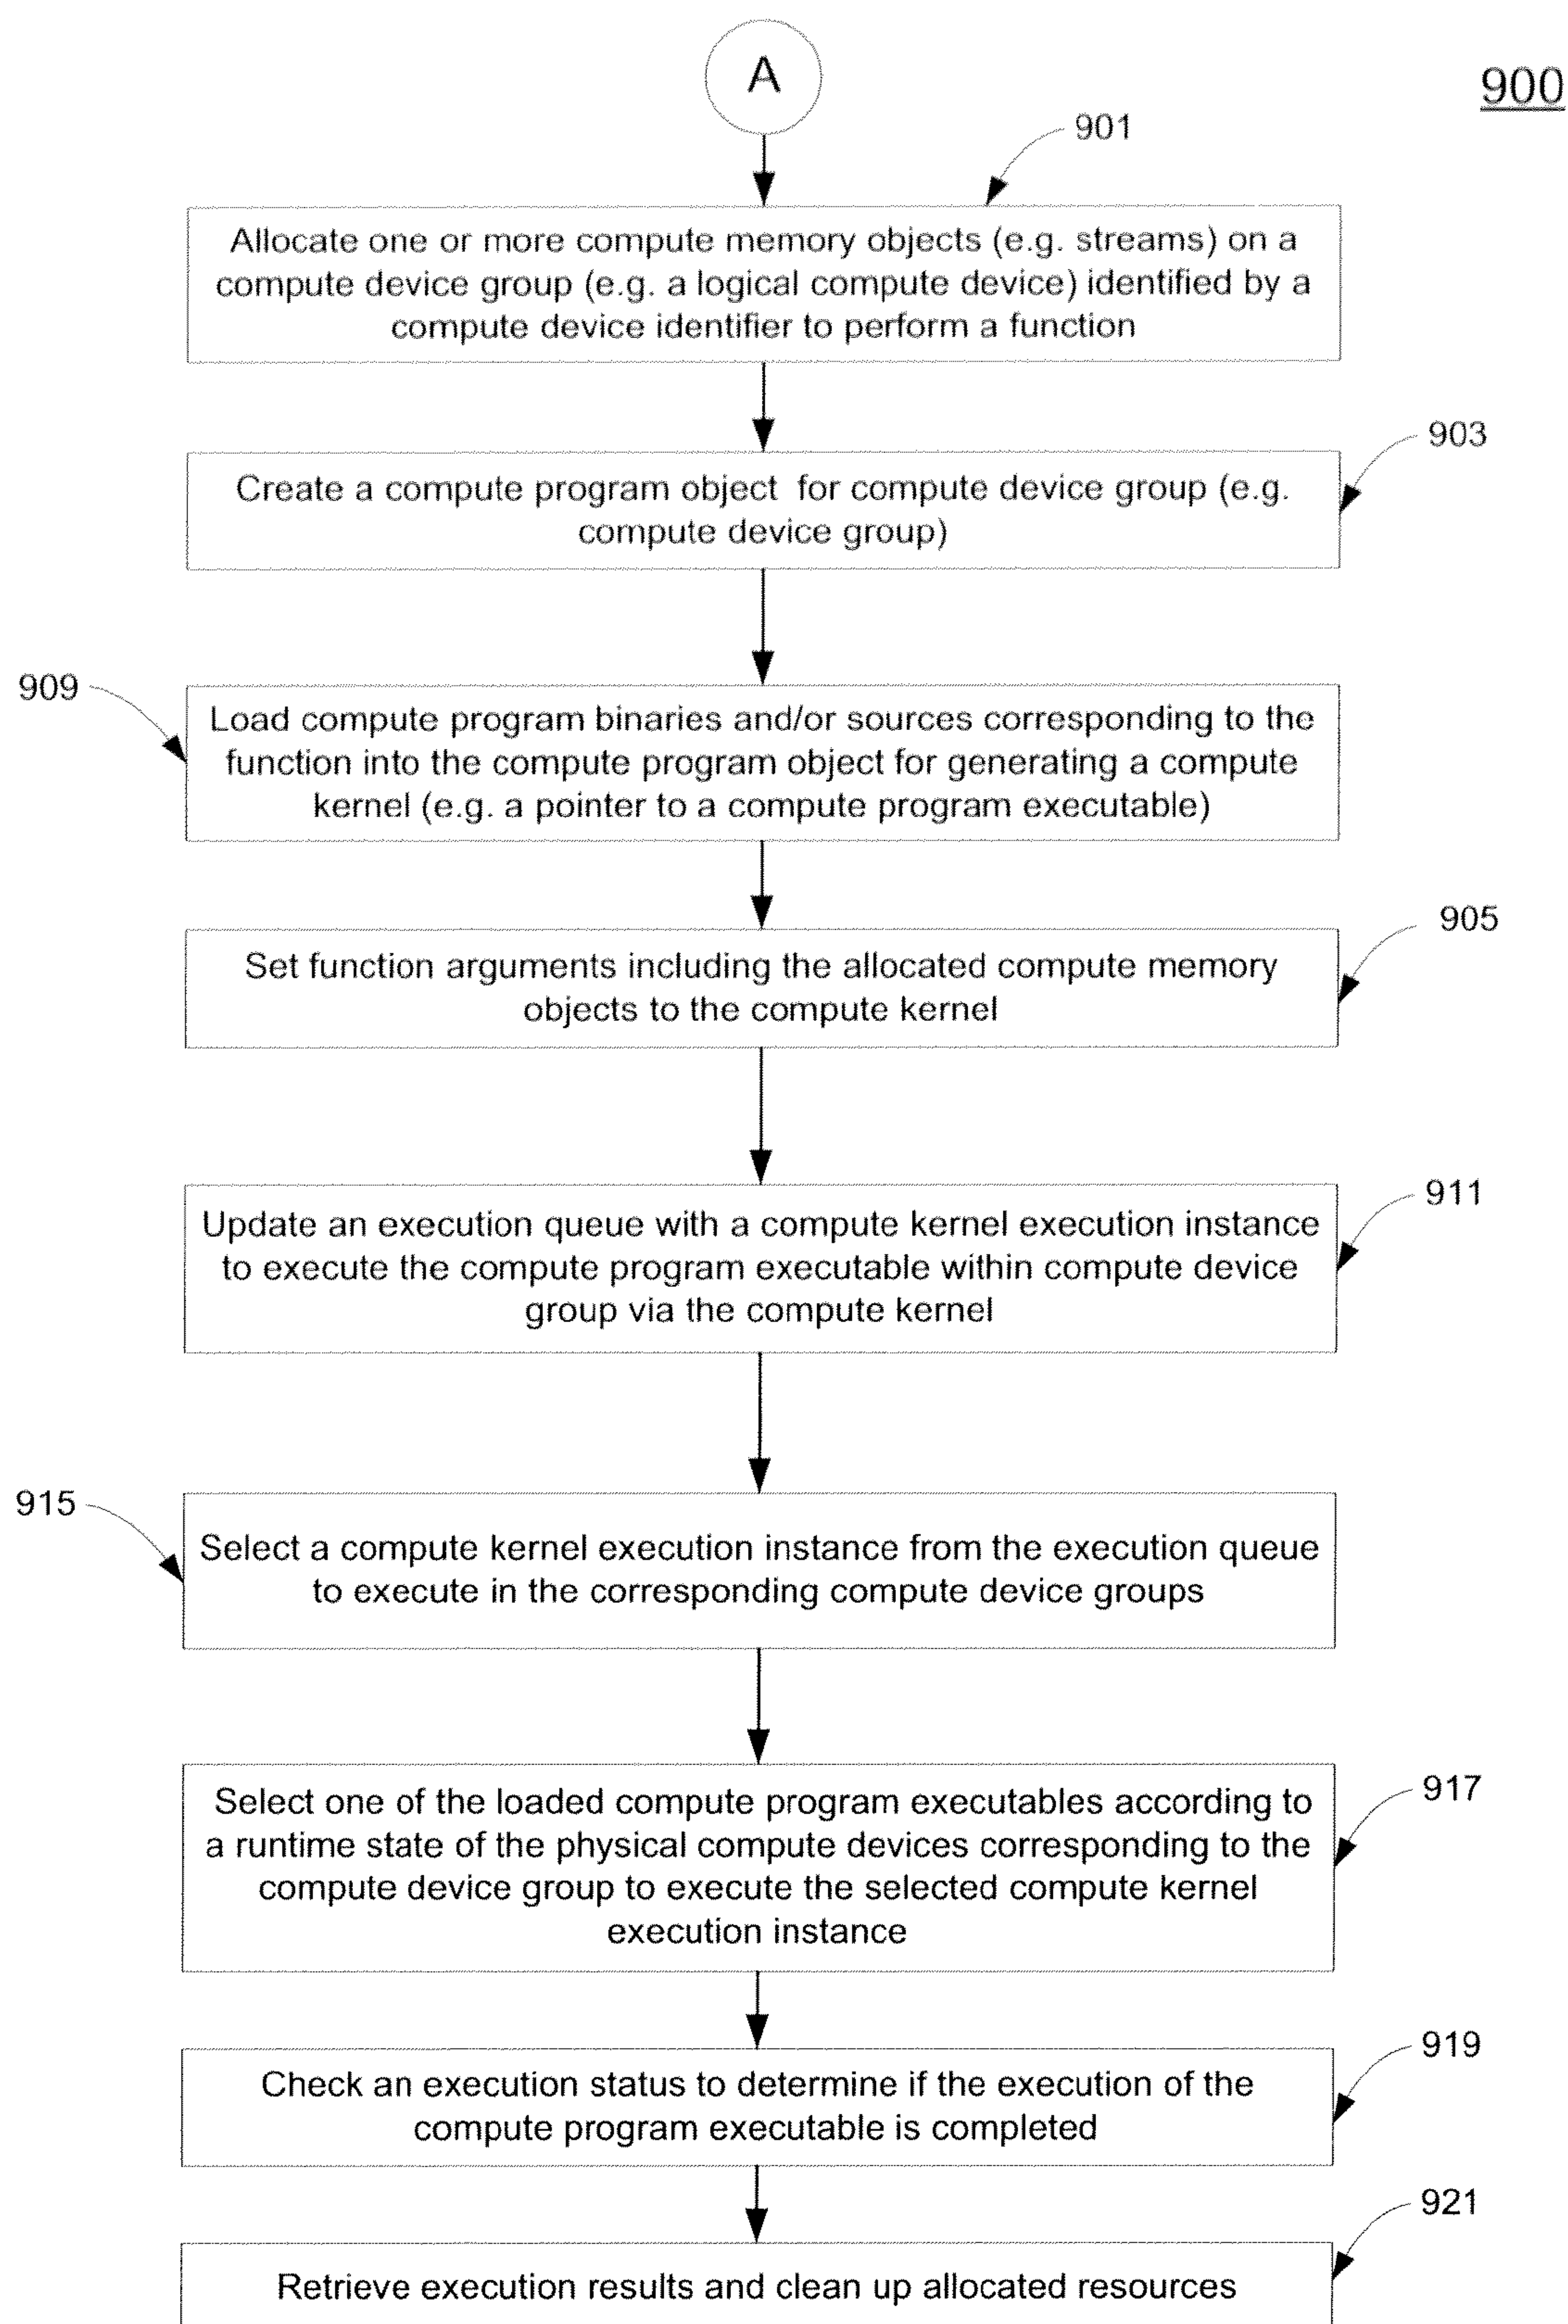 A
900
901
Allocate one or more compute memory objects (e.g. streams) on a
compute device group (e.g. a logical compute device) identified by a
compute device identifier to perform a function
903
Create a compute program object for compute device group (e.g.
compute device group)
909
Load compute program binaries and/or sources corresponding to the
function into the compute program object for generating a compute
kernel (e.g. a pointer to a compute program executable)
905
Set function arguments including the allocated compute memory
objects to the compute kernel
911
Update an execution queue with a compute kernel execution instance
to execute the compute program executable within compute device
group via the compute kernel
915
Select a compute kernel execution instance from the execution queue
to execute in the corresponding compute device groups
917
Select one of the loaded compute program executables according to
a runtime state of the physical compute devices corresponding to the
compute device group to execute the selected compute kernel
execution instance
919
Check an execution status to determine if the execution of the
compute program executable is completed
921
Retrieve execution results and clean up allocated resources